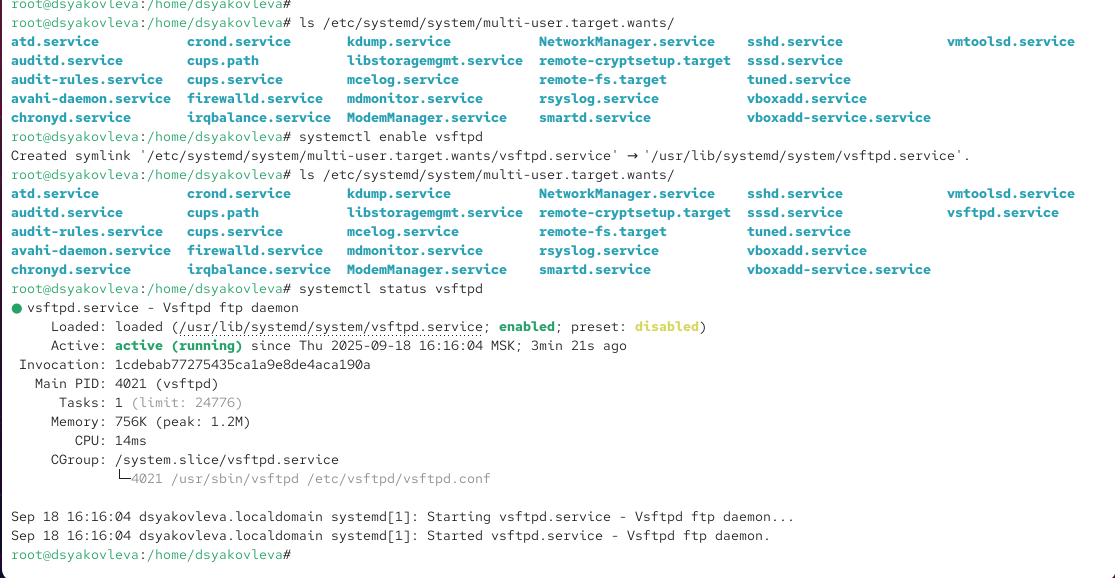 root@dsyakovleva:/home/dsyakovleva#
root@dsyakovleva:/home/dsyakovleva# ls /etc/systemd/system/multi-user.target.wants/
atd.service crond.service kdump.service NetworkManager.service sshd.service vmtoolsd.service
auditd.service cups.path libstoragemgmt.service remote-cryptsetup.target sssd.service
audit-rules.service cups.service mcelog.service remote-fs.target tuned.service
avahi-daemon.service firewalld.service mdmonitor.service rsyslog.service vboxadd.service
chronyd.service irqbalance.service ModemManager.service smartd.service vboxadd-service.service
root@dsyakovleva:/home/dsyakovleva# systemctl enable vsftpd
Created symlink '/etc/systemd/system/multi-user.target.wants/vsftpd.service' → '/usr/lib/systemd/system/vsftpd.service'.
root@dsyakovleva:/home/dsyakovleva# ls /etc/systemd/system/multi-user.target.wants/
atd.service crond.service kdump.service NetworkManager.service sshd.service vmtoolsd.service
auditd.service cups.path libstoragemgmt.service remote-cryptsetup.target sssd.service vsftpd.service
audit-rules.service cups.service mcelog.service remote-fs.target tuned.service
avahi-daemon.service firewalld.service mdmonitor.service rsyslog.service vboxadd.service
chronyd.service irqbalance.service ModemManager.service smartd.service vboxadd-service.service
root@dsyakovleva:/home/dsyakovleva# systemctl status vsftpd
● vsftpd.service - Vsftpd ftp daemon
Loaded: loaded (/usr/lib/systemd/system/vsftpd.service; enabled; preset: disabled)
Active: active (running) since Thu 2025-09-18 16:16:04 MSK; 3min 21s ago
Invocation: 1cdebab77275435ca1a9e8de4aca190a
Main PID: 4021 (vsftpd)
Tasks: 1 (limit: 24776)
Memory: 756K (peak: 1.2M)
CPU: 14ms
CGroup: /system.slice/vsftpd.service
└─4021 /usr/sbin/vsftpd /etc/vsftpd/vsftpd.conf
Sep 18 16:16:04 dsyakovleva.localdomain systemd[1]: Starting vsftpd.service - Vsftpd ftp daemon...
Sep 18 16:16:04 dsyakovleva.localdomain systemd[1]: Started vsftpd.service - Vsftpd ftp daemon.
root@dsyakovleva:/home/dsyakovleva#